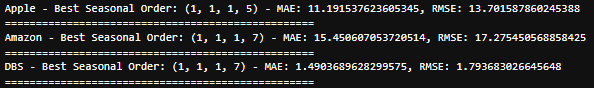 Apple - Best Seasonal Order: (1, 1, 1, 5) - MAE: 11.191537623605345, RMSE: 13.701587860245388
==================================================
Amazon - Best Seasonal Order: (1, 1, 1, 7) - MAE: 15.450607053720514, RMSE: 17.275450568858425
==================================================
DBS - Best Seasonal Order: (1, 1, 1, 7) - MAE: 1.4903689628299575, RMSE: 1.793683026645648
==================================================